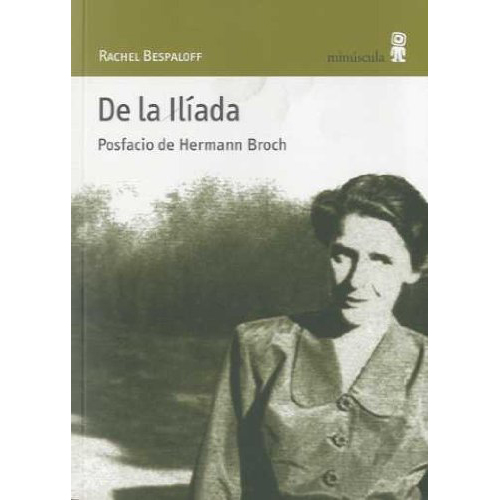 RACHEL BESPALOFF
minúscula
De la Ilíada
Posfacio de Hermann Broch